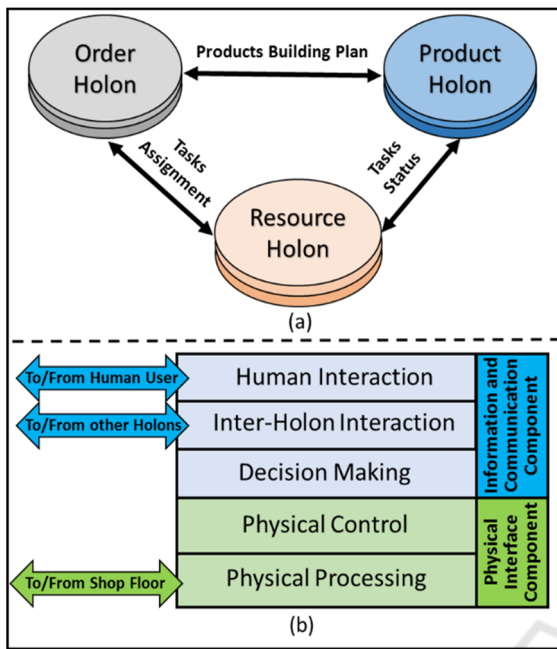 Order
Holon
Products Building Plan
Product
Holon
Tasks
Assignment
Tasks
Status
Resource
Holon
(a)
To/From Human User
Human Interaction
To/From other Holons
Inter-Holon Interaction
Decision Making
Information and
Communication
Component
Physical Control
To/From Shop Floor
Physical Processing
Physical
Interface
Component
(b)